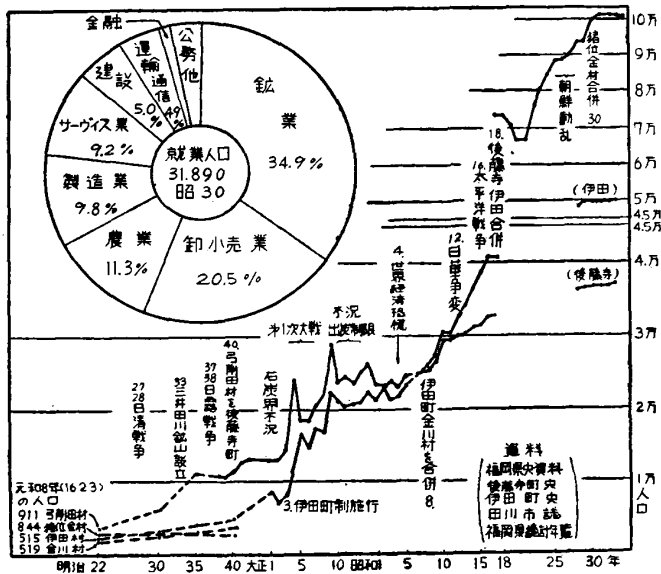 金融
公務他
運輸通信
4.9%
建設
5.0%
サーヴィス業
9.2%
製造業
9.8%
農業
11.3%
卸小売業
20.5%
鉱業
34.9%
就業人口
31.890
昭30
27
28日清戦争
33三井田川鉱山設立
37
38日露戦争
40.弓削田村を後藤寺町
石炭界不況
3.伊田町制施行
第1次大戦
不況
出炭制限
4.世界経済恐慌
伊田町金川村を合併8.
12.日華事変
16.太平洋戦争
18.後藤寺伊田合併
朝鮮動乱
猪位金村合併30
(伊田)
(後藤寺)
10万
9万
8万
7万
6万
5万
4.5万
4.5万
4.万
3万
2万
1万
人口
元和8年(1623)
の人口
911 弓削田村
844 猪位金村
515 伊田村
519 金川村
資料
福岡県史資料
後藤寺町史
伊田町史
田川市誌
福岡県統計年鑑
明治 22 30 35 40 大正1 5 10 昭和1 5 10 15 18 25 30年